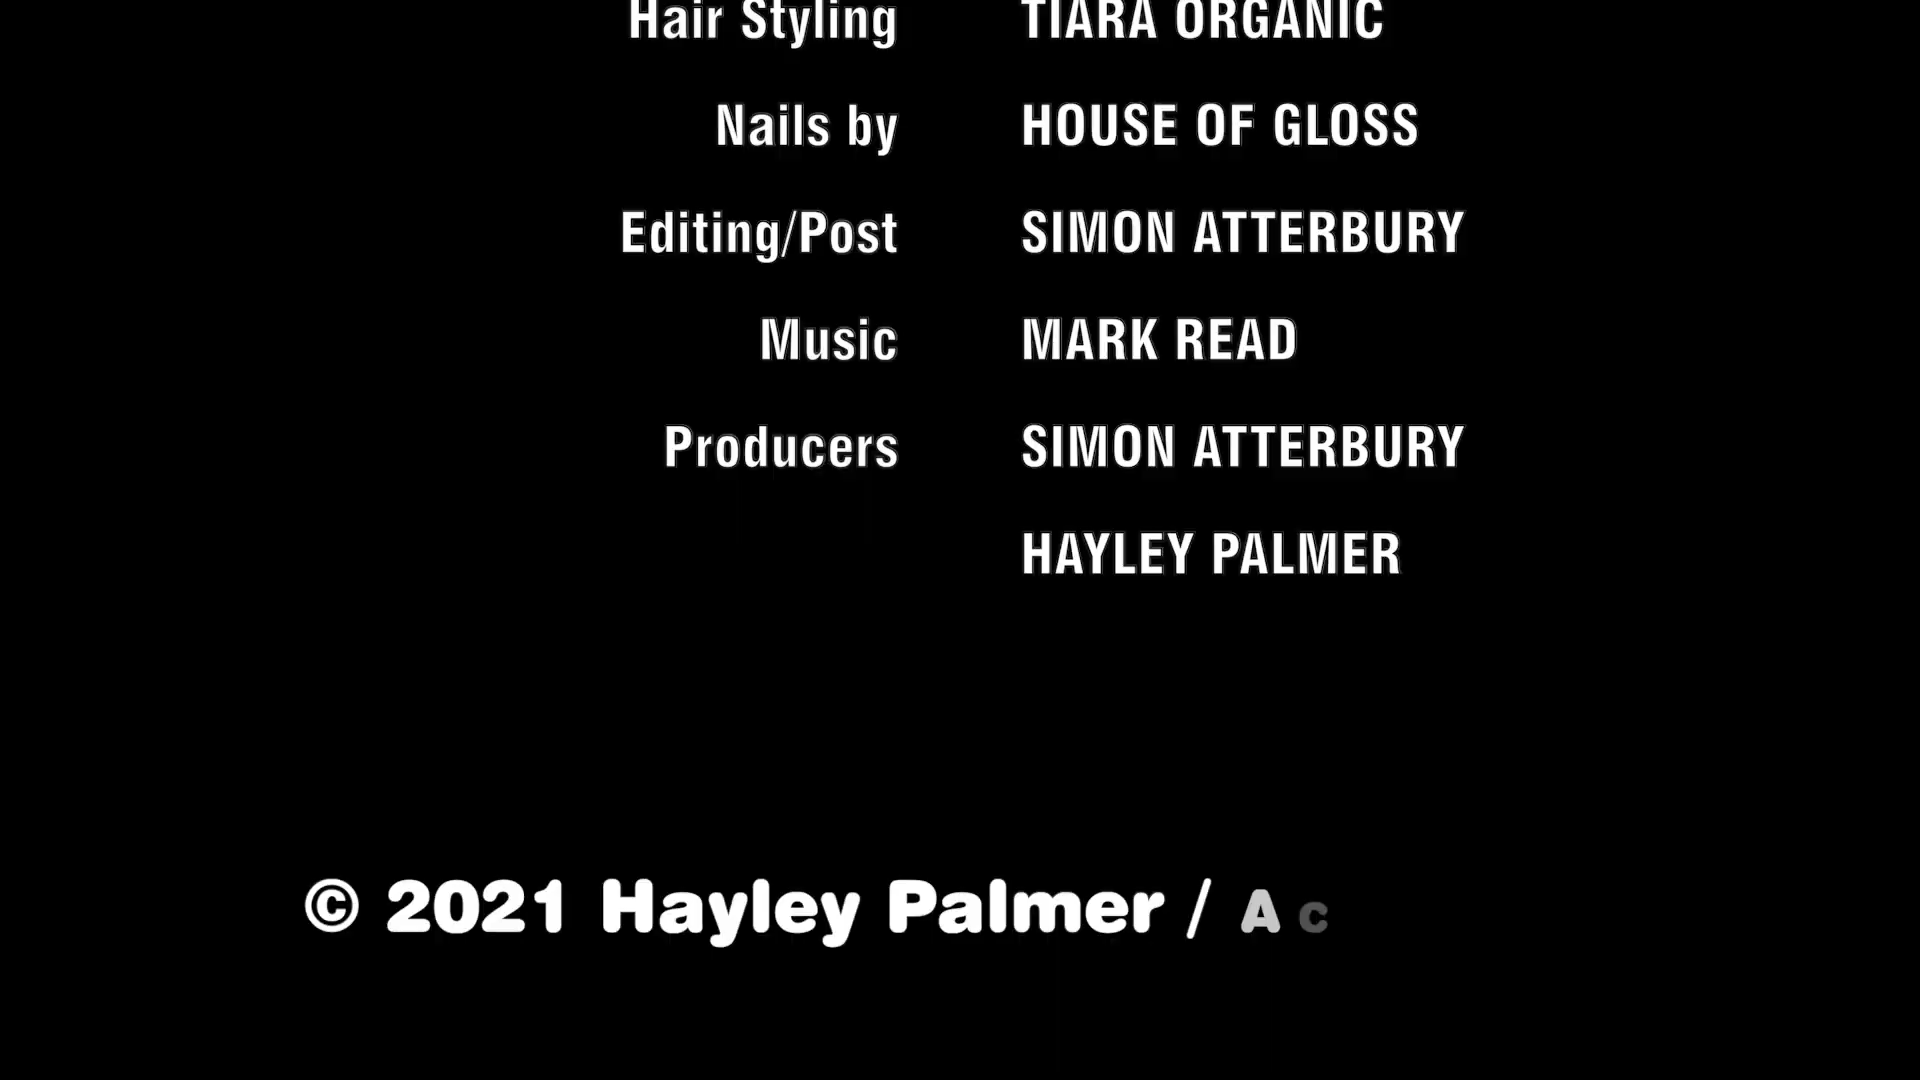 Hair Styling TIARA ORGANIC
Nails by HOUSE OF GLOSS
Editing/Post SIMON ATTERBURY
Music MARK READ
Producers SIMON ATTERBURY
HAYLEY PALMER
© 2021 Hayley Palmer / A c